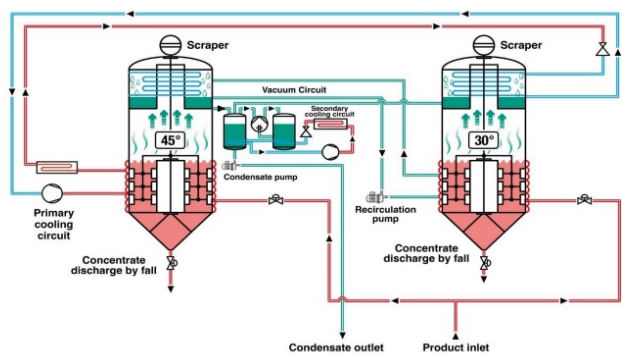 Scraper
Scraper
Vacuum Circuit
Secondary
cooling circuit
45°
30°
Condensate pump
Primary
cooling
circuit
Recirculation
pump
Concentrate
discharge by fall
Concentrate
discharge by fall
Condensate outlet
Product inlet